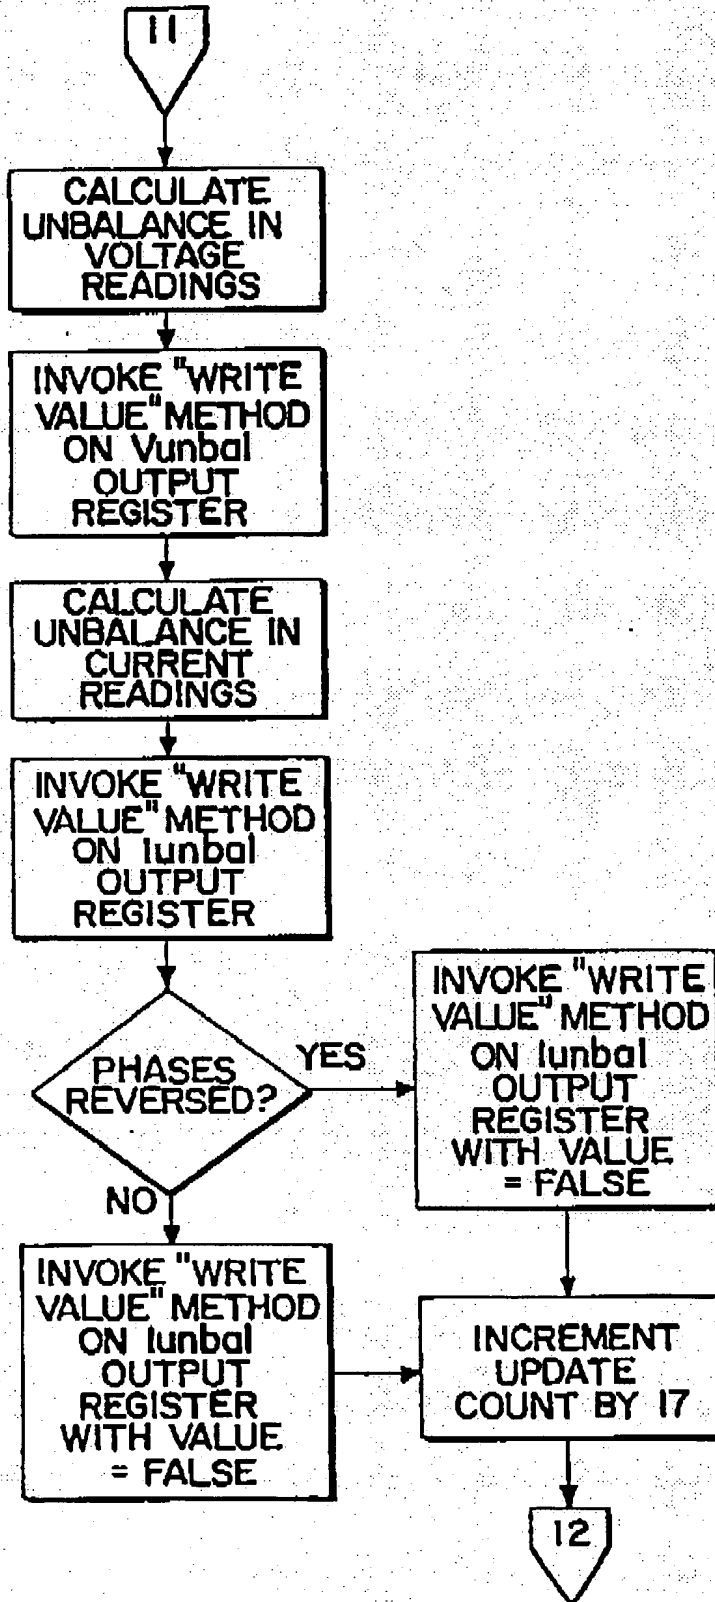 11
CALCULATE
UNBALANCE IN
VOLTAGE
READINGS
INVOKE "WRITE
VALUE" METHOD
ON Vunbal
OUTPUT
REGISTER
CALCULATE
UNBALANCE IN
CURRENT
READINGS
INVOKE "WRITE
VALUE" METHOD
ON Iunbal
OUTPUT
REGISTER
PHASES
REVERSED?
YES
NO
INVOKE "WRITE
VALUE" METHOD
ON Iunbal
OUTPUT
REGISTER
WITH VALUE
= FALSE
INVOKE "WRITE
VALUE" METHOD
ON Iunbal
OUTPUT
REGISTER
WITH VALUE
= FALSE
INCREMENT
UPDATE
COUNT BY 17
12